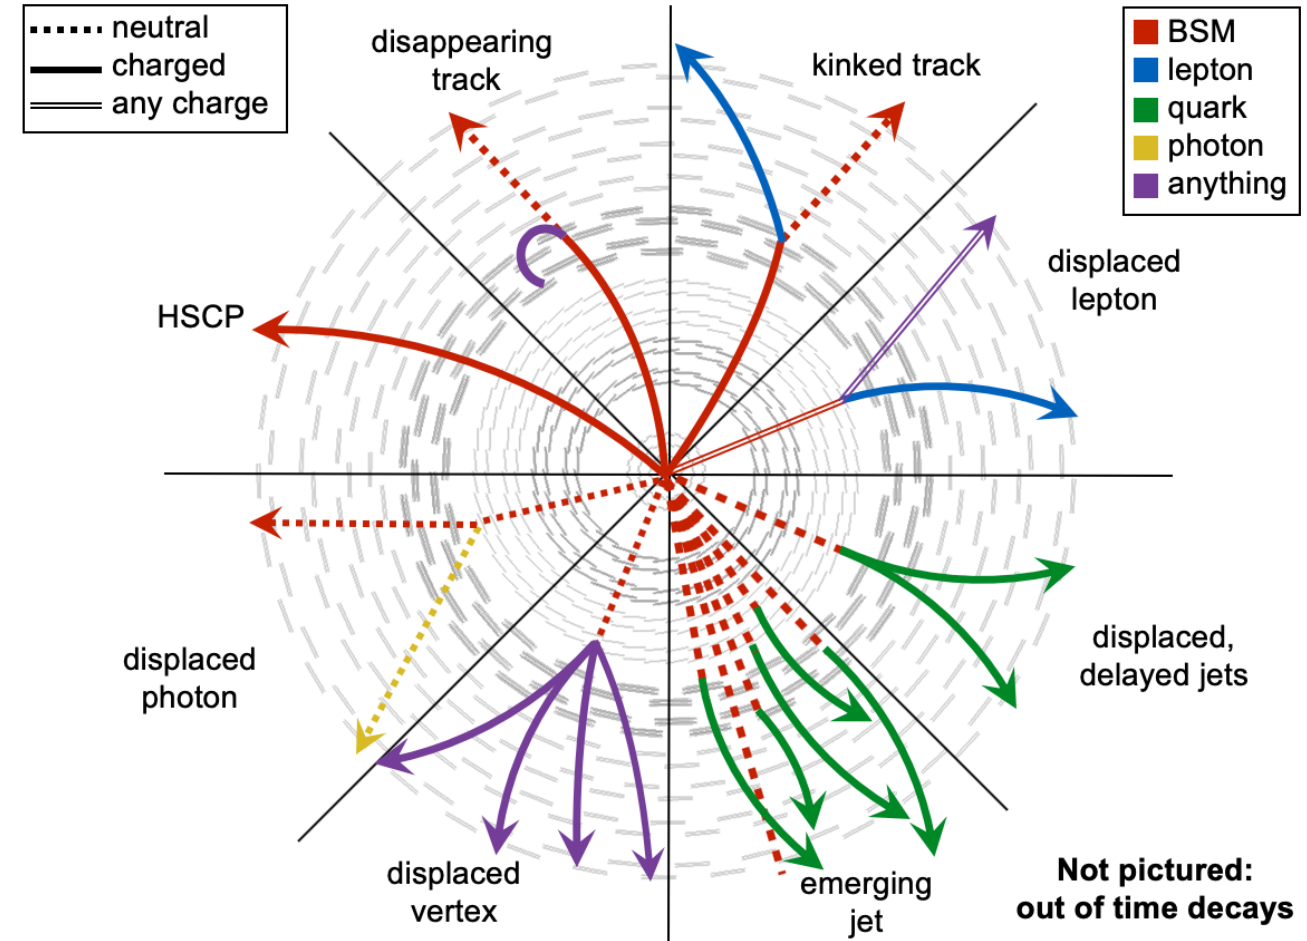 neutral
charged
any charge
disappearing
track
kinked track
BSM
lepton
quark
photon
anything
displaced
lepton
HSCP
displaced
photon
displaced,
delayed jets
displaced
vertex
emerging
jet
Not pictured:
out of time decays